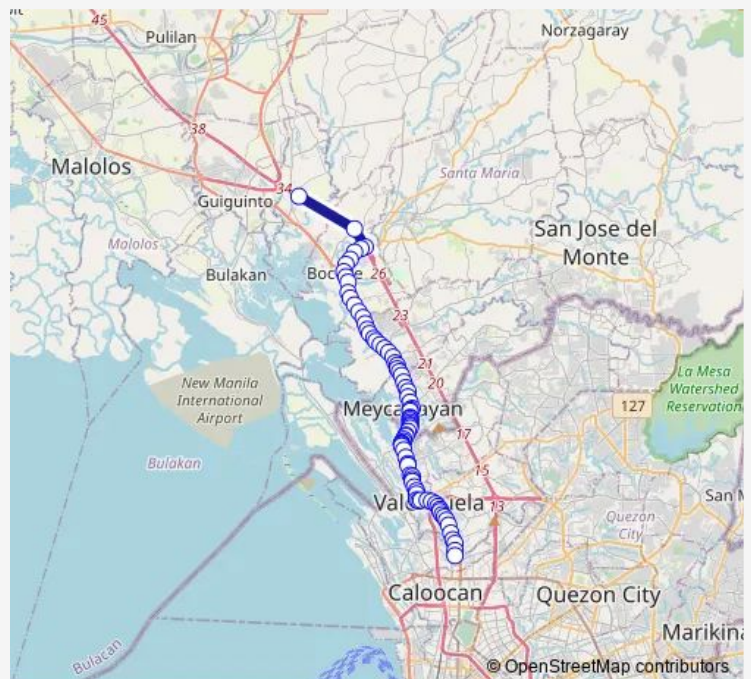 45
Pulilan
Norzagaray
38
Malolos
34
Guiguinto
Santa Maria
San Jose del
Monte
Malolos
Bulakan
26
23
New Manila
International
Airport
21
20
La Mesa
Watershed
Reservation
127
17
Bulakan
15
San M
13
Quezon
City
Caloocan
Quezon City
Marikina
Bulacan
© OpenStreetMap contributors